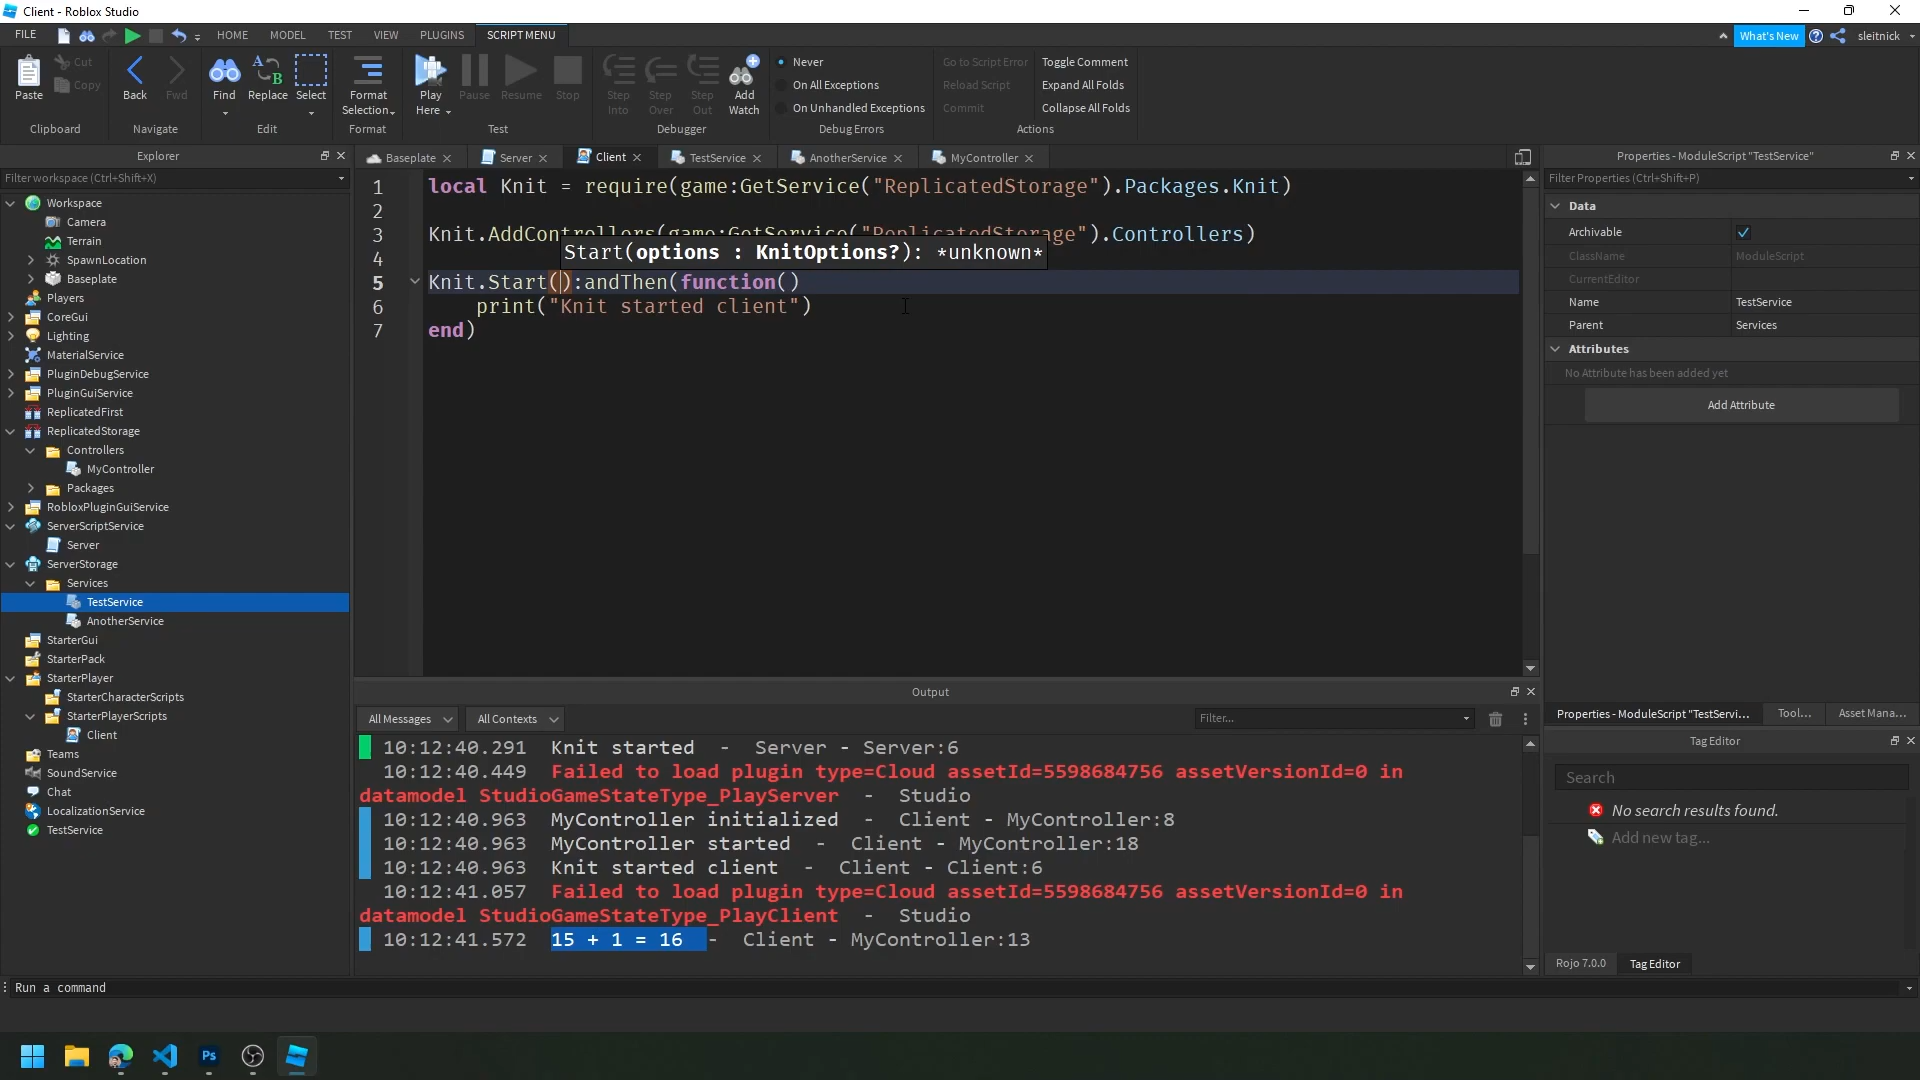 Client - Roblox Studio
FILE HOME MODEL TEST VIEW PLUGINS SCRIPT MENU What's New sleitnick
Paste Cut Copy Back Fwd Find Replace Select Format Selection Play Here Pause Resume Stop Step Into Step Over Step Out Add Watch
Never Go to Script Error Toggle Comment
On All Exceptions Reload Script Expand All Folds
On Unhandled Exceptions Commit Collapse All Folds
Clipboard Navigate Edit Format Test Debugger Debug Errors Actions
Explorer
Filter workspace (Ctrl+Shift+X)
Workspace
Camera
Terrain
SpawnLocation
Baseplate
Players
CoreGui
Lighting
MaterialService
PluginDebugService
PluginGuiService
ReplicatedFirst
ReplicatedStorage
Controllers
MyController
Packages
RobloxPluginGuiService
ServerScriptService
Server
ServerStorage
Services
TestService
AnotherService
StarterGui
StarterPack
StarterPlayer
StarterCharacterScripts
StarterPlayerScripts
Client
Teams
SoundService
Chat
LocalizationService
TestService
Baseplate Server Client TestService AnotherService MyController
1 local Knit = require(game:GetService("ReplicatedStorage").Packages.Knit)
2
3 Knit.AddControllers(game:GetService("ReplicatedStorage").Controllers)
Start(options : KnitOptions?): *unknown*
4
5 Knit.Start():andThen(function()
6 print("Knit started client")
7 end)
Output
All Messages All Contexts Filter...
10:12:40.291 Knit started - Server - Server:6
10:12:40.449 Failed to load plugin type=Cloud assetId=5598684756 assetVersionId=0 in
datamodel StudioGameStateType_PlayServer - Studio
10:12:40.963 MyController initialized - Client - MyController:8
10:12:40.963 MyController started - Client - MyController:18
10:12:40.963 Knit started client - Client - Client:6
10:12:41.057 Failed to load plugin type=Cloud assetId=5598684756 assetVersionId=0 in
datamodel StudioGameStateType_PlayClient - Studio
10:12:41.572 15 + 1 = 16 - Client - MyController:13
Properties - ModuleScript "TestService"
Filter Properties (Ctrl+Shift+P)
Data
Archivable
ClassName ModuleScript
CurrentEditor
Name TestService
Parent Services
Attributes
No Attribute has been added yet
Add Attribute
Properties - ModuleScript "TestServi... Tool... Asset Mana...
Tag Editor
Search
No search results found.
Add new tag...
Rojo 7.0.0 Tag Editor
Run a command
Ps